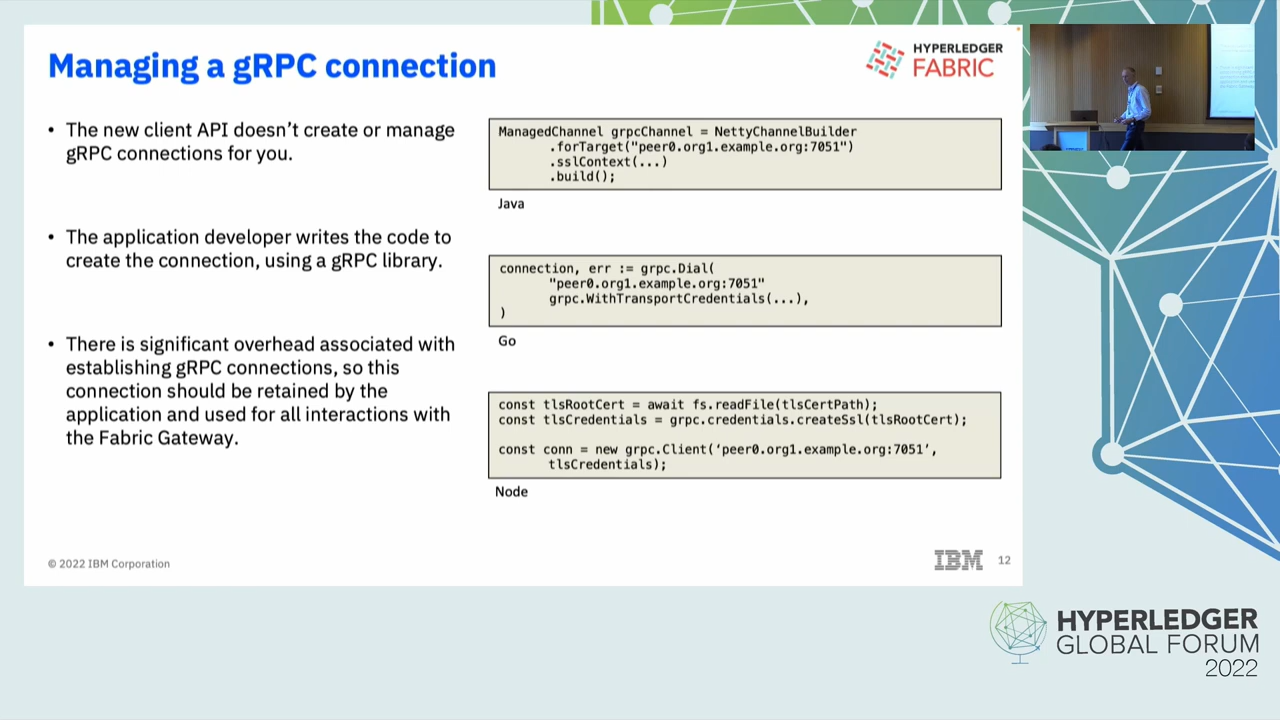 Managing a gRPC connection
HYPERLEDGER
FABRIC
• The new client API doesn’t create or manage
gRPC connections for you.
• The application developer writes the code to
create the connection, using a gRPC library.
• There is significant overhead associated with
establishing gRPC connections, so this
connection should be retained by the
application and used for all interactions with
the Fabric Gateway.
ManagedChannel grpcChannel = NettyChannelBuilder
.forTarget("peer0.org1.example.org:7051")
.sslContext(...)
.build();
Java
connection, err := grpc.Dial(
"peer0.org1.example.org:7051"
grpc.WithTransportCredentials(...),
)
Go
const tlsRootCert = await fs.readFile(tlsCertPath);
const tlsCredentials = grpc.credentials.createSsl(tlsRootCert);
const conn = new grpc.Client(‘peer0.org1.example.org:7051’,
tlsCredentials);
Node
© 2022 IBM Corporation
IBM
12
HYPERLEDGER
GLOBAL FORUM
2022